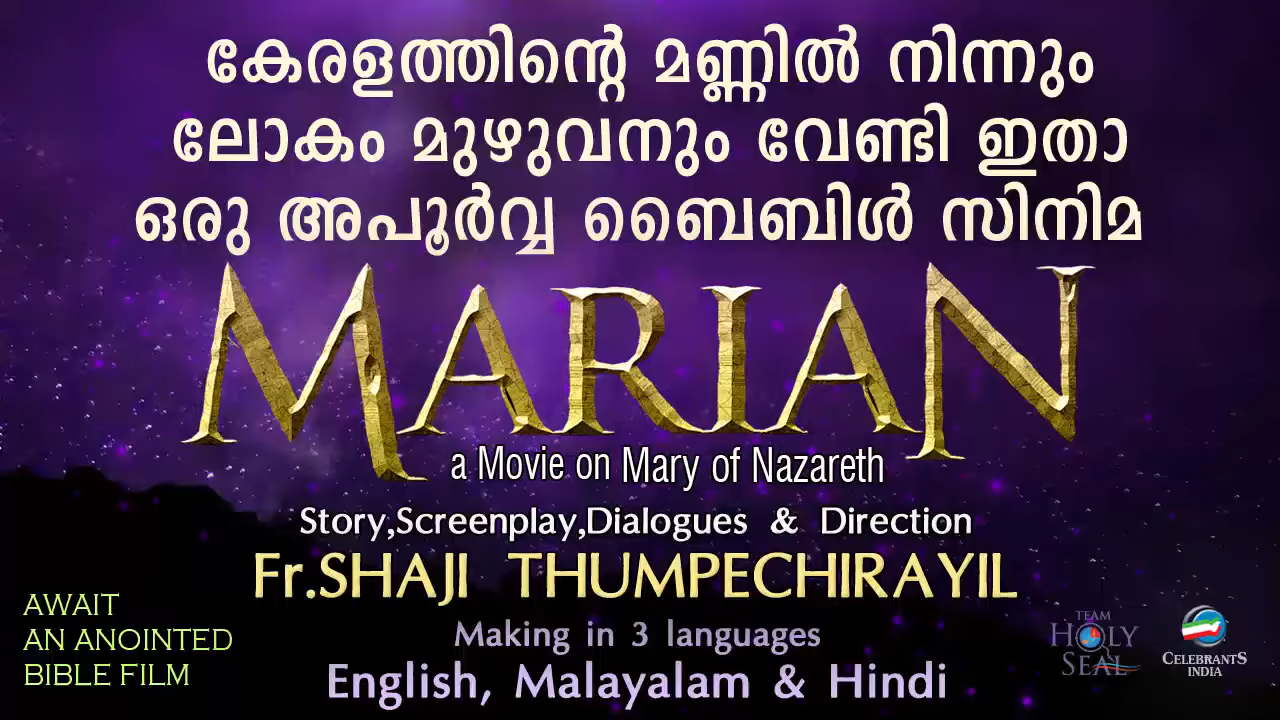 കേരളത്തിന്റെ മണ്ണിൽ നിന്നും
ലോകം മുഴുവനും വേണ്ടി ഇതാ
ഒരു അപൂർവ്വ ബൈബിൾ സിനിമ
MARIAN
a Movie on Mary of Nazareth
Story,Screenplay,Dialogues & Direction
Fr.SHAJI THUMPECHIRAYIL
AWAIT
AN ANOINTED
BIBLE FILM
Making in 3 languages
English, Malayalam & Hindi
TEAM
HOLY
SEAL
CELEBRANTS
INDIA